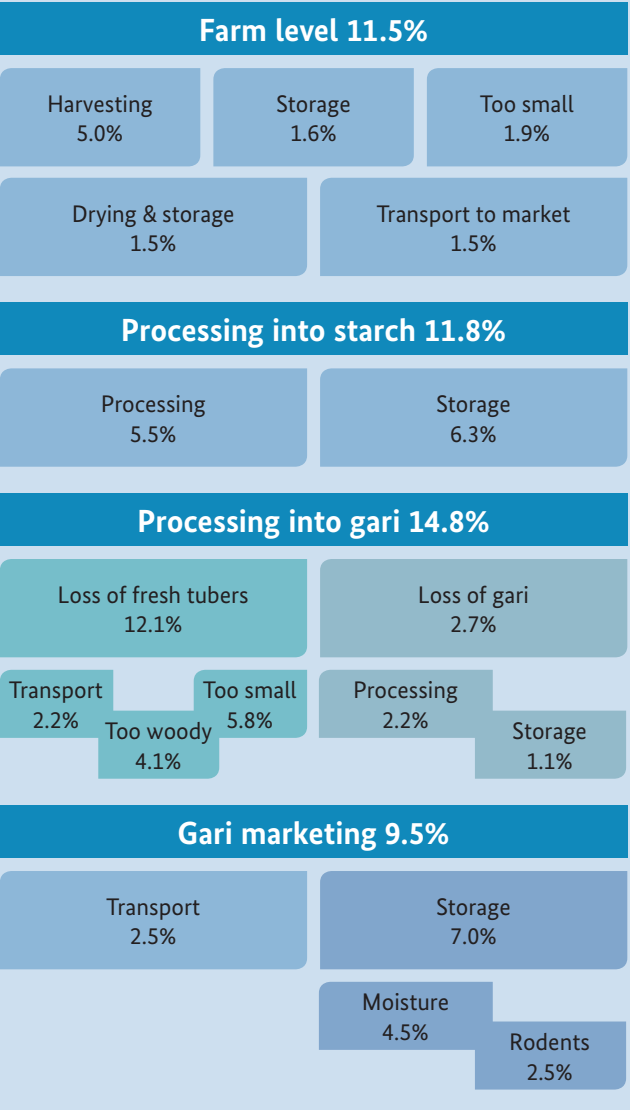 Farm level 11.5%
Harvesting
5.0%
Storage
1.6%
Too small
1.9%
Drying & storage
1.5%
Transport to market
1.5%
Processing into starch 11.8%
Processing
5.5%
Storage
6.3%
Processing into gari 14.8%
Loss of fresh tubers
12.1%
Loss of gari
2.7%
Transport
2.2%
Too woody
4.1%
Too small
5.8%
Processing
2.2%
Storage
1.1%
Gari marketing 9.5%
Transport
2.5%
Storage
7.0%
Moisture
4.5%
Rodents
2.5%